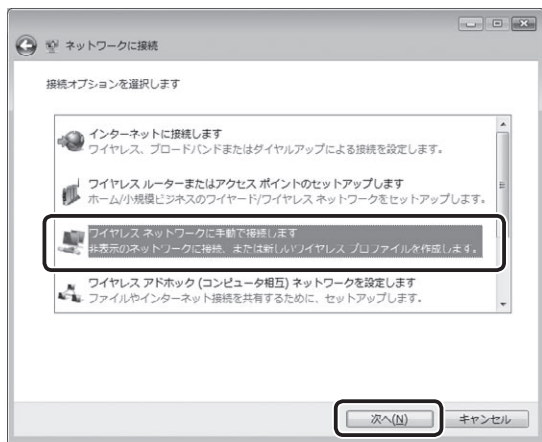 ネットワークに接続
接続オプションを選択します
インターネットに接続します
ワイヤレス、ブロードバンドまたはダイヤルアップによる接続を設定します。
ワイヤレス ルーターまたはアクセス ポイントのセットアップします
ホーム/小規模ビジネスのワイヤード/ワイヤレス ネットワークをセットアップします。
ワイヤレス ネットワークに手動で接続します
非表示のネットワークに接続、または新しいワイヤレス プロファイルを作成します。
ワイヤレス アドホック (コンピュータ相互) ネットワークを設定します
ファイルやインターネット接続を共有するために、セットアップします。
次へ(N) キャンセル